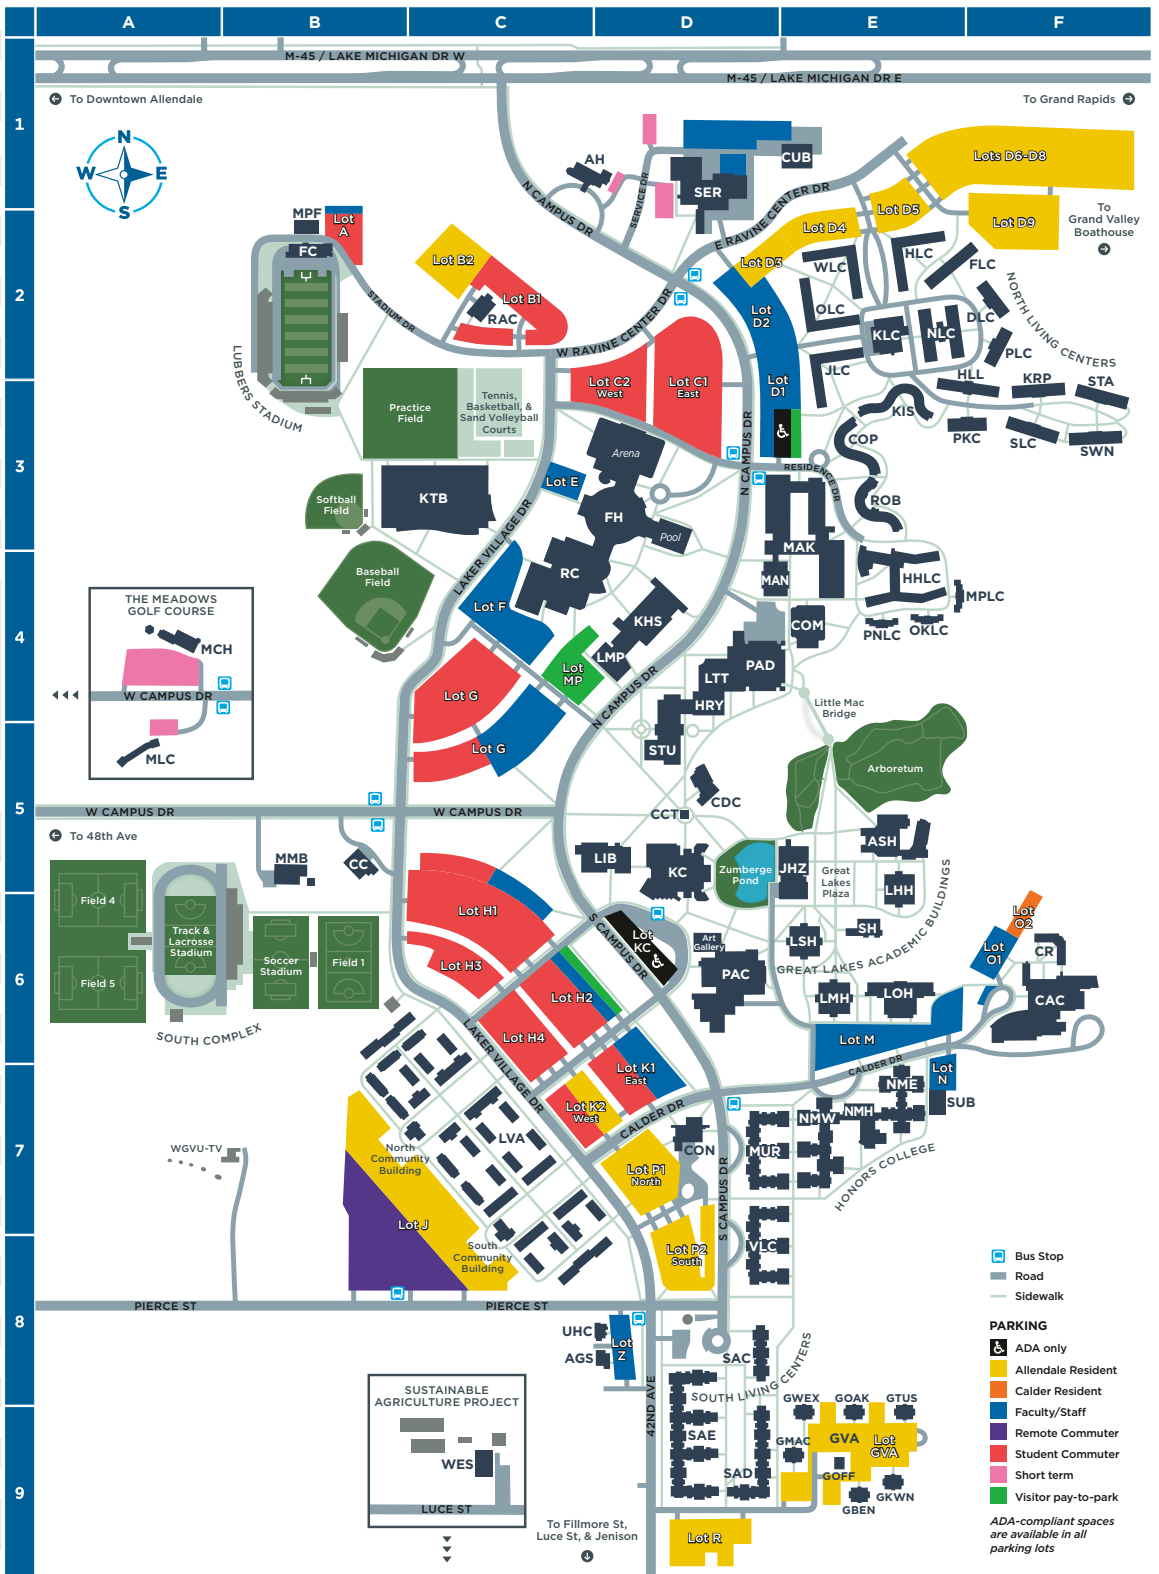 A
B
C
D
E
F
1
2
3
4
5
6
7
8
9
M-45 / LAKE MICHIGAN DR W
M-45 / LAKE MICHIGAN DR E
To Downtown Allendale
To Grand Rapids
N
W
E
S
AH
SERVICE DR
SER
CUB
N CAMPUS DR
E RAVINE CENTER DR
Lots D6-D8
Lot D5
Lot D9
To
Grand Valley
Boathouse
Lot D4
Lot D3
MPF
Lot
A
FC
Lot B2
Lot B1
RAC
STADIUM DR
LUBBERS STADIUM
W RAVINE CENTER DR
Lot
D2
WLC
HLC
FLC
OLC
DLC
KLC
NLC
PLC
NORTH LIVING CENTERS
JLC
HLL
KRP
STA
Lot C2
West
Lot C1
East
Lot
D1
KIS
PKC
SLC
SWN
Practice
Field
Tennis,
Basketball, &
Sand Volleyball
Courts
N CAMPUS DR
COP
Arena
RESIDENCE DR
Lot E
KTB
Softball
Field
ROB
FH
Pool
LAKER VILLAGE DR
MAK
Baseball
Field
RC
MAN
HHLC
MPLC
Lot F
KHS
COM
PNLC
OKLC
THE MEADOWS
GOLF COURSE
MCH
W CAMPUS DR
MLC
LMP
Lot
MP
PAD
LTT
HRY
N CAMPUS DR
Little Mac
Bridge
Lot G
Lot G
STU
Arboretum
CDC
CCT
W CAMPUS DR
W CAMPUS DR
To 48th Ave
MMB
CC
LIB
KC
Zumberge
Pond
JHZ
Great
Lakes
Plaza
ASH
LHH
GREAT LAKES ACADEMIC BUILDINGS
Field 4
Track &
Lacrosse
Stadium
Soccer
Stadium
Field 1
Field 5
SOUTH COMPLEX
Lot H1
Lot H3
Lot H2
Lot H4
S CAMPUS DR
Lot
KC
Art
Gallery
PAC
LSH
SH
LMH
LOH
Lot
O2
Lot
O1
CR
CAC
Lot M
CALDER DR
Lot
N
SUB
LAKER VILLAGE DR
Lot K1
East
Lot K2
West
CALDER DR
NME
NMH
NMW
MUR
HONORS COLLEGE
CON
LVA
WGVU-TV
North
Community
Building
Lot P1
North
Lot J
South
Community
Building
Lot P2
South
S CAMPUS DR
VLC
PIERCE ST
PIERCE ST
UHC
AGS
Lot
Z
SAC
SOUTH LIVING CENTERS
42ND AVE
SUSTAINABLE
AGRICULTURE PROJECT
WES
LUCE ST
SAE
SAD
GWEX
GOAK
GTUS
GMAC
GVA
Lot
GVA
GOFF
GKWN
GBEN
To Fillmore St,
Luce St, & Jenison
Lot R
Bus Stop
Road
Sidewalk
PARKING
ADA only
Allendale Resident
Calder Resident
Faculty/Staff
Remote Commuter
Student Commuter
Short term
Visitor pay-to-park
ADA-compliant spaces
are available in all
parking lots